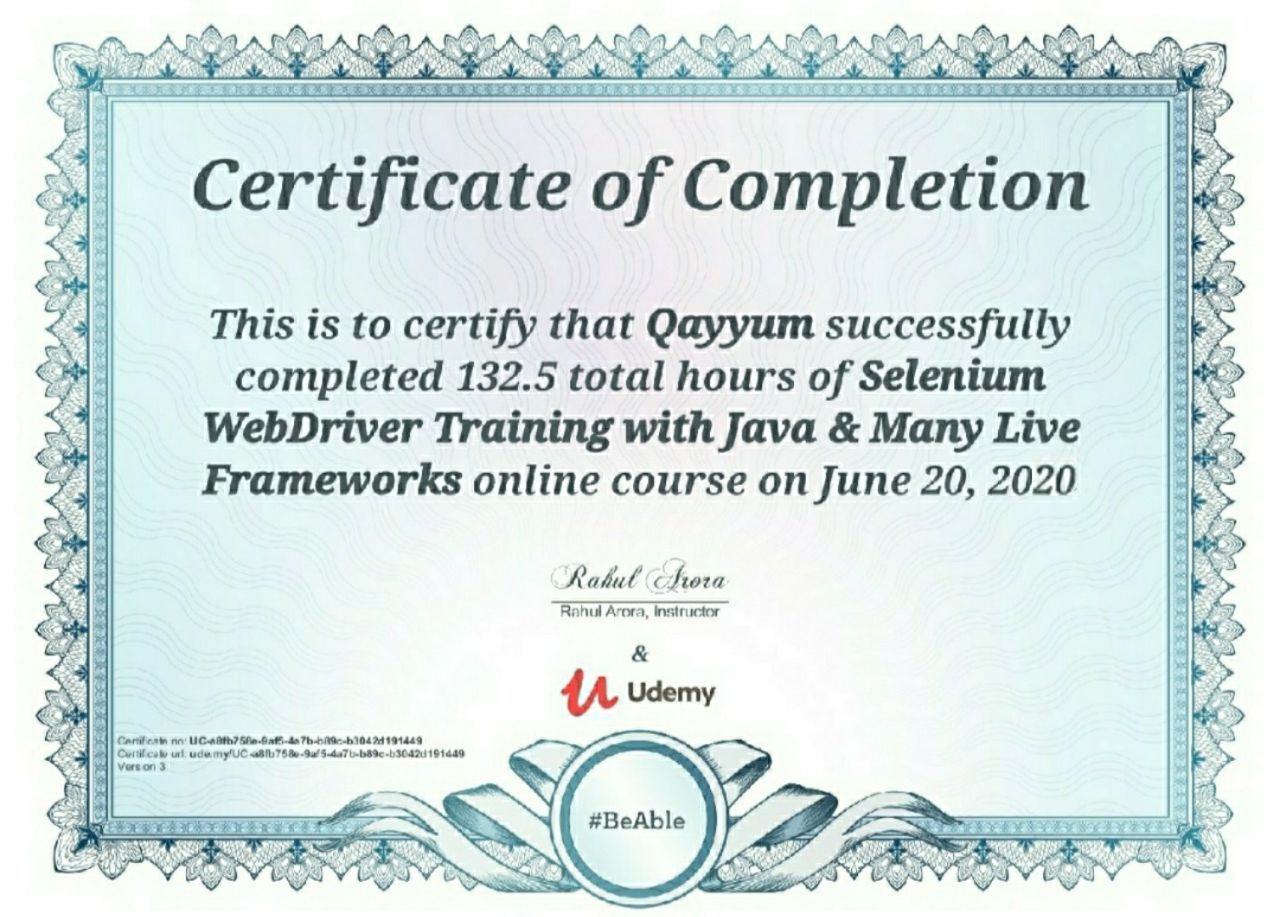 Certificate of Completion
This is to certify that Qayyum successfully
completed 132.5 total hours of Selenium
WebDriver Training with Java & Many Live
Frameworks online course on June 20, 2020
Rahul Arora
Rahul Arora, Instructor
&
Udemy
Certificate no: UC-a8fb758e-9af5-4a7b-b89c-b3042d191449
Certificate url: ude.my/UC-a8fb758e-9af5-4a7b-b89c-b3042d191449
Version 3
#BeAble